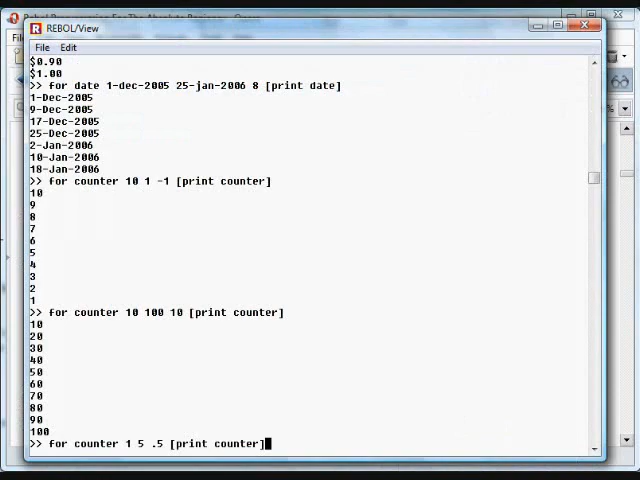 REBOL/View
File Edit
$0.90
$1.00
>> for date 1-dec-2005 25-jan-2006 8 [print date]
1-Dec-2005
9-Dec-2005
17-Dec-2005
25-Dec-2005
2-Jan-2006
10-Jan-2006
18-Jan-2006
>> for counter 10 1 -1 [print counter]
10
9
8
7
6
5
4
3
2
1
>> for counter 10 100 10 [print counter]
10
20
30
40
50
60
70
80
90
100
>> for counter 1 5 .5 [print counter]